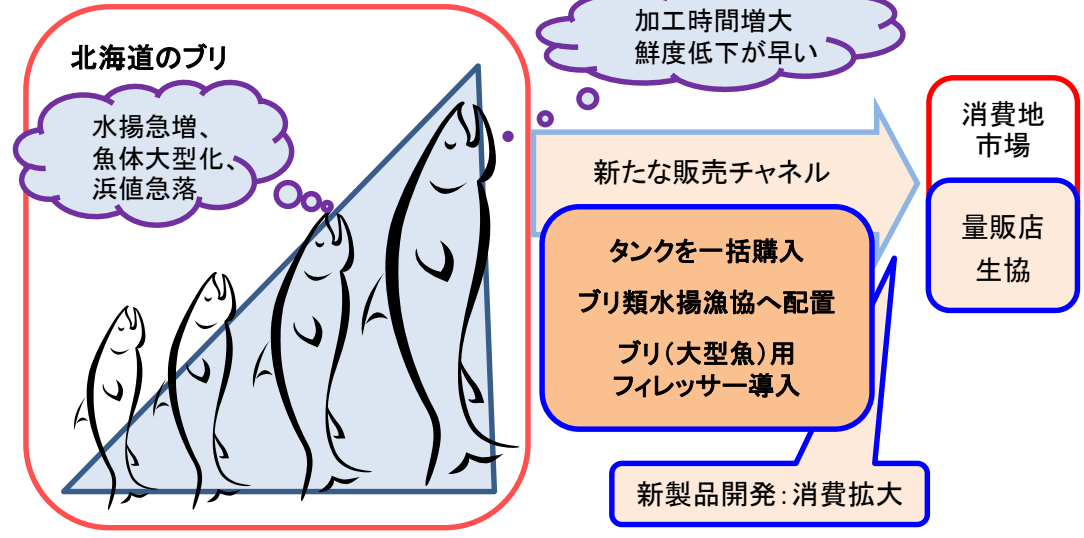 北海道のブリ
水揚急増、
魚体大型化、
浜値急落
加工時間増大
鮮度低下が早い
新たな販売チャネル
タンクを一括購入
ブリ類水揚漁協へ配置
ブリ(大型魚)用
フィレッサー導入
新製品開発:消費拡大
消費地
市場
量販店
生協